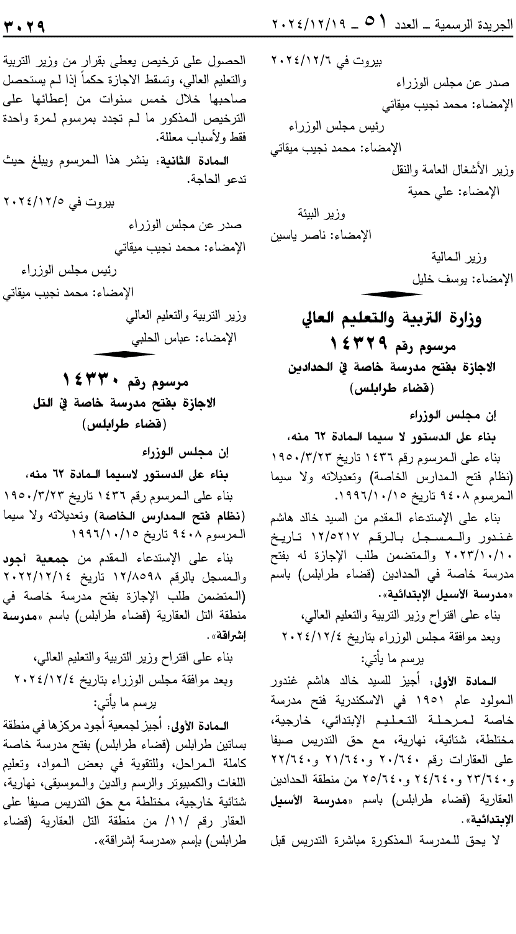 الجريدة الرسمية ــ العدد ٥١ ــ ٢٠٢٤/١٢/١٩
٣٠٢٩
بيروت في ٢٠٢٤/١٢/٦
صدر عن مجلس الوزراء
الإمضاء: محمد نجيب ميقاتي
رئيس مجلس الوزراء
الإمضاء: محمد نجيب ميقاتي
وزير الأشغال العامة والنقل
الإمضاء: علي حمية
وزير البيئة
الإمضاء: ناصر ياسين
وزير المالية
الإمضاء: يوسف خليل
وزارة التربية والتعليم العالي
مرسوم رقم ١٤٣٢٩
الاجازة بفتح مدرسة خاصة في الحدادين
(قضاء طرابلس)
إن مجلس الوزراء
بناء على الدستور لا سيما المادة ٦٢ منه،
بناء على المرسوم رقم ١٤٣٦ تاريخ ١٩٥٠/٣/٢٣
(نظام فتح المدارس الخاصة) وتعديلاته ولا سيما
المرسوم ٩٤٠٨ تاريخ ١٩٩٦/١٠/١٥.
بناء على الإستدعاء المقدم من السيد خالد هاشم
غندور والمسجل بالرقم ١٢/٥٢١٧ تاريخ
٢٠٢٣/١٠/١٠ والمتضمن طلب الإجازة له بفتح
مدرسة خاصة في الحدادين (قضاء طرابلس) باسم
«مدرسة الأسيل الإبتدائية».
بناء على اقتراح وزير التربية والتعليم العالي،
وبعد موافقة مجلس الوزراء بتاريخ ٢٠٢٤/١٢/٤
يرسم ما يأتي:
المادة الأولى: أجيز للسيد خالد هاشم غندور
المولود عام ١٩٥١ في الاسكندرية فتح مدرسة
خاصة لمرحلة التعليم الإبتدائي، خارجية،
مختلطة، شتائية، نهارية، مع حق التدريس صيفا
على العقارات رقم ٢٠/٦٤٠ و٢١/٦٤٠ و٢٢/٦٤٠
و٢٣/٦٤٠ و٢٤/٦٤٠ و٢٥/٦٤٠ من منطقة الحدادين
العقارية (قضاء طرابلس) باسم «مدرسة الأسيل
الإبتدائية».
لا يحق للمدرسة المذكورة مباشرة التدريس قبل
الحصول على ترخيص يعطى بقرار من وزير التربية
والتعليم العالي، وتسقط الاجازة حكماً إذا لم يستحصل
صاحبها خلال خمس سنوات من إعطائها على
الترخيص المذكور ما لم تجدد بمرسوم لمرة واحدة
فقط ولأسباب معللة.
المادة الثانية: ينشر هذا المرسوم ويبلغ حيث
تدعو الحاجة.
بيروت في ٢٠٢٤/١٢/٥
صدر عن مجلس الوزراء
الإمضاء: محمد نجيب ميقاتي
رئيس مجلس الوزراء
الإمضاء: محمد نجيب ميقاتي
وزير التربية والتعليم العالي
الإمضاء: عباس الحلبي
مرسوم رقم ١٤٣٣٠
الاجازة بفتح مدرسة خاصة في التل
(قضاء طرابلس)
إن مجلس الوزراء
بناء على الدستور لاسيما المادة ٦٢ منه،
بناء على المرسوم رقم ١٤٣٦ تاريخ ١٩٥٠/٣/٢٣
(نظام فتح المدارس الخاصة) وتعديلاته ولا سيما
المرسوم ٩٤٠٨ تاريخ ١٩٩٦/١٠/١٥
بناء على الإستدعاء المقدم من جمعية أجود
والمسجل بالرقم ١٢/٨٥٩٨ تاريخ ٢٠٢٢/١٢/١٤
(المتضمن طلب الإجازة بفتح مدرسة خاصة في
منطقة التل العقارية (قضاء طرابلس) باسم «مدرسة
إشراقة».
بناء على اقتراح وزير التربية والتعليم العالي،
وبعد موافقة مجلس الوزراء بتاريخ ٢٠٢٤/١٢/٤
يرسم ما يأتي:
المادة الأولى: أجيز لجمعية أجود مركزها في منطقة
بساتين طرابلس (قضاء طرابلس) بفتح مدرسة خاصة
كاملة المراحل، وللتقوية في بعض المواد، وتعليم
اللغات والكمبيوتر والرسم والدين والموسيقى، نهارية،
شتائية خارجية، مختلطة مع حق التدريس صيفا على
العقار رقم /١١/ من منطقة التل العقارية (قضاء
طرابلس) بإسم «مدرسة إشراقة».